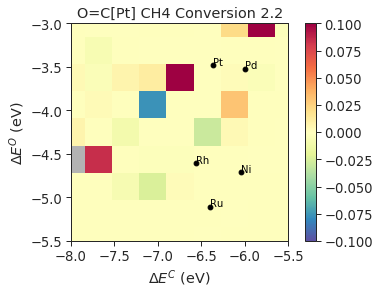 O=C[Pt] CH4 Conversion 2.2
−3.0
−3.5
−4.0
−4.5
−5.0
−5.5
ΔE^O (eV)
−8.0 −7.5 −7.0 −6.5 −6.0 −5.5
ΔE^C (eV)
Pt
Pd
Rh
Ni
Ru
0.100
0.075
0.050
0.025
0.000
−0.025
−0.050
−0.075
−0.100